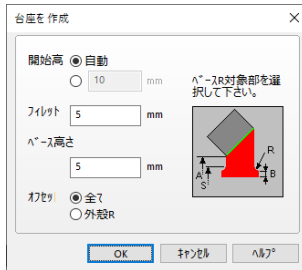 台座を作成
開始高 自動
10 mm
ﾍﾞｰｽR対象部を選
択して下さい。
ﾌｨﾚｯﾄ 5 mm
ﾍﾞｰｽ高さ
5 mm
ｵﾌｾｯﾄ 全て
外殻R
A
S
R
B
OK ｷｬﾝｾﾙ ﾍﾙﾌﾟ